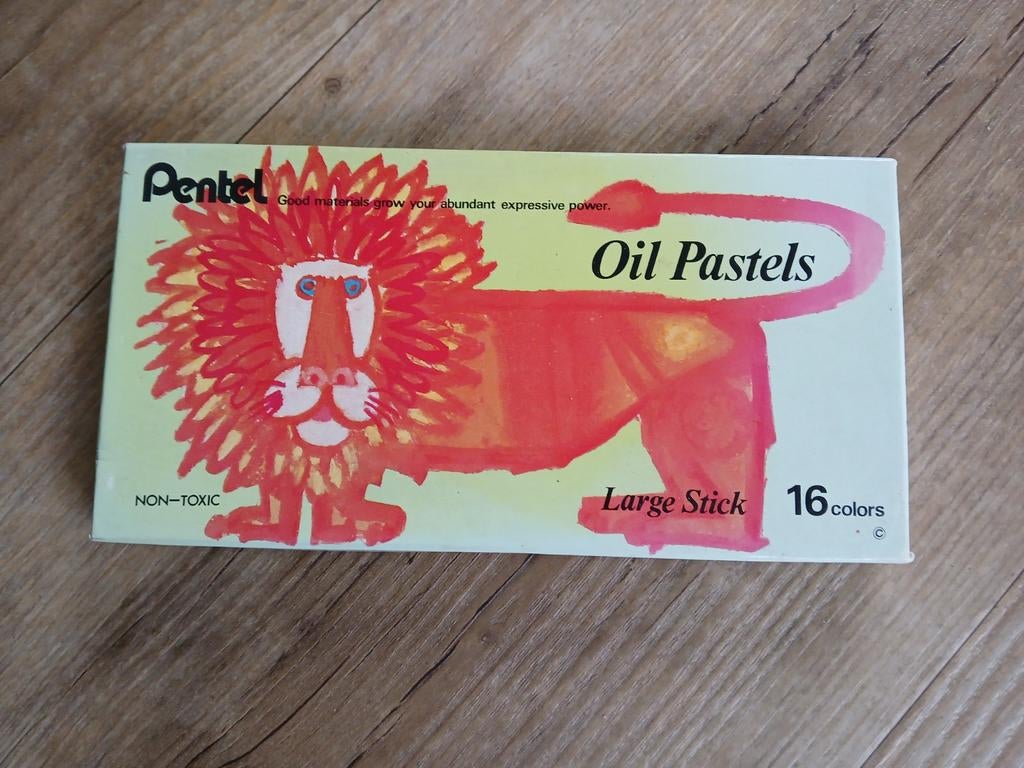 Pentel
Good materials grow your abundant expressive power.
Oil Pastels
NON-TOXIC
Large Stick
16 colors
©